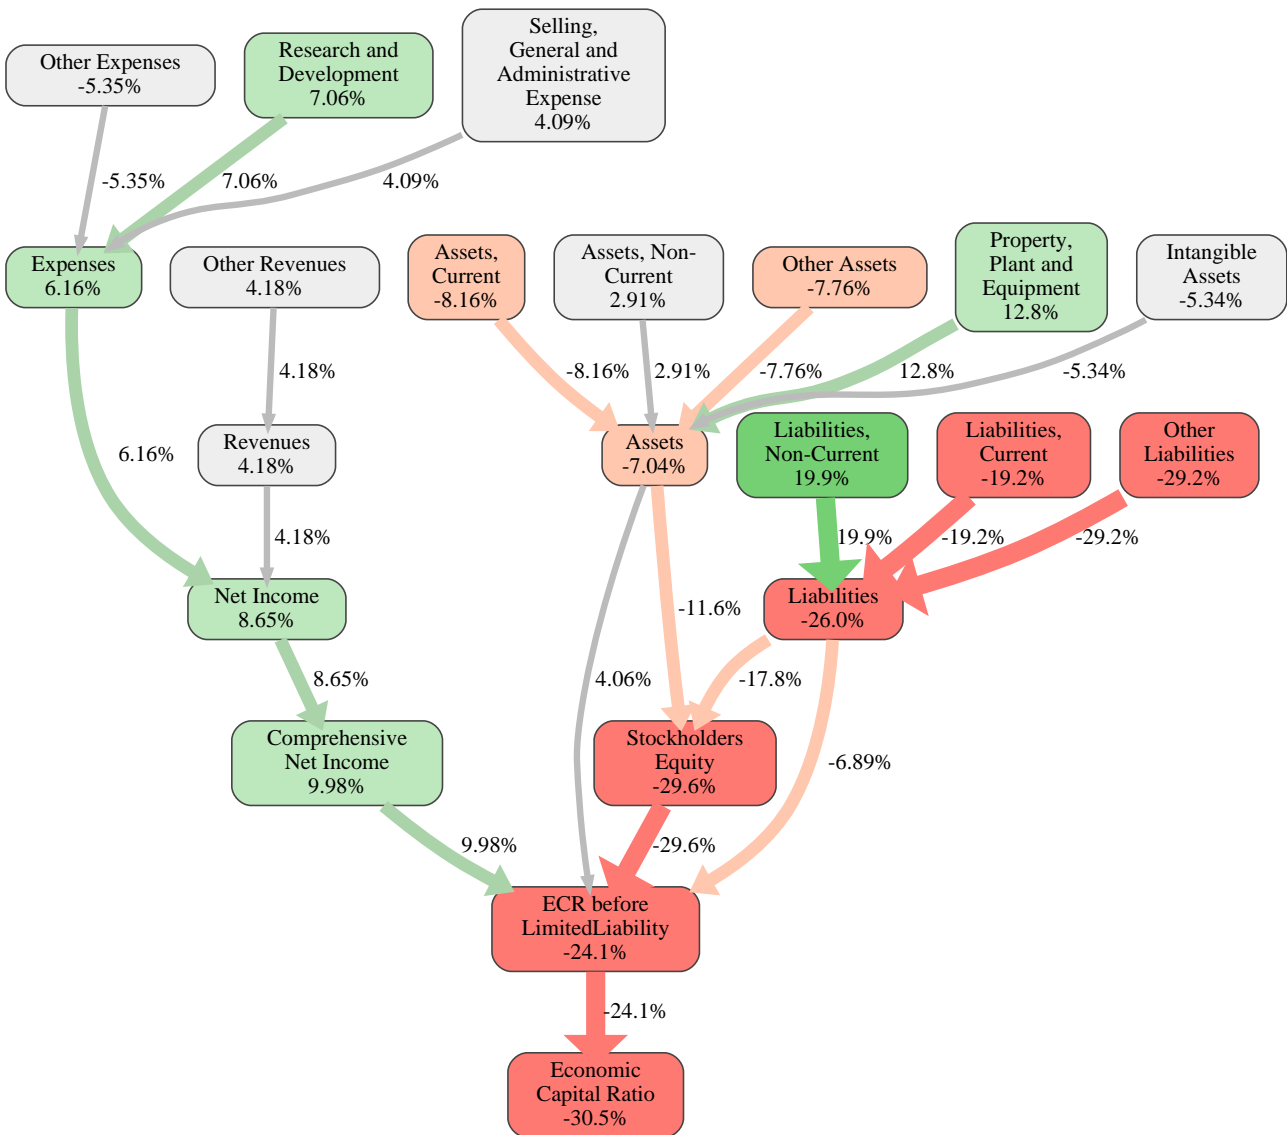 Other Expenses
-5.35%
Research and
Development
7.06%
Selling,
General and
Administrative
Expense
4.09%
-5.35%
7.06%
4.09%
Expenses
6.16%
Other Revenues
4.18%
Assets,
Current
-8.16%
Assets, Non-
Current
2.91%
Other Assets
-7.76%
Property,
Plant and
Equipment
12.8%
Intangible
Assets
-5.34%
4.18%
-8.16%
2.91%
-7.76%
12.8%
-5.34%
6.16%
Revenues
4.18%
Assets
-7.04%
Liabilities,
Non-Current
19.9%
Liabilities,
Current
-19.2%
Other
Liabilities
-29.2%
4.18%
19.9%
-19.2%
-29.2%
Net Income
8.65%
-11.6%
Liabilities
-26.0%
8.65%
4.06%
-17.8%
Comprehensive
Net Income
9.98%
Stockholders
Equity
-29.6%
-6.89%
9.98%
-29.6%
ECR before
LimitedLiability
-24.1%
-24.1%
Economic
Capital Ratio
-30.5%